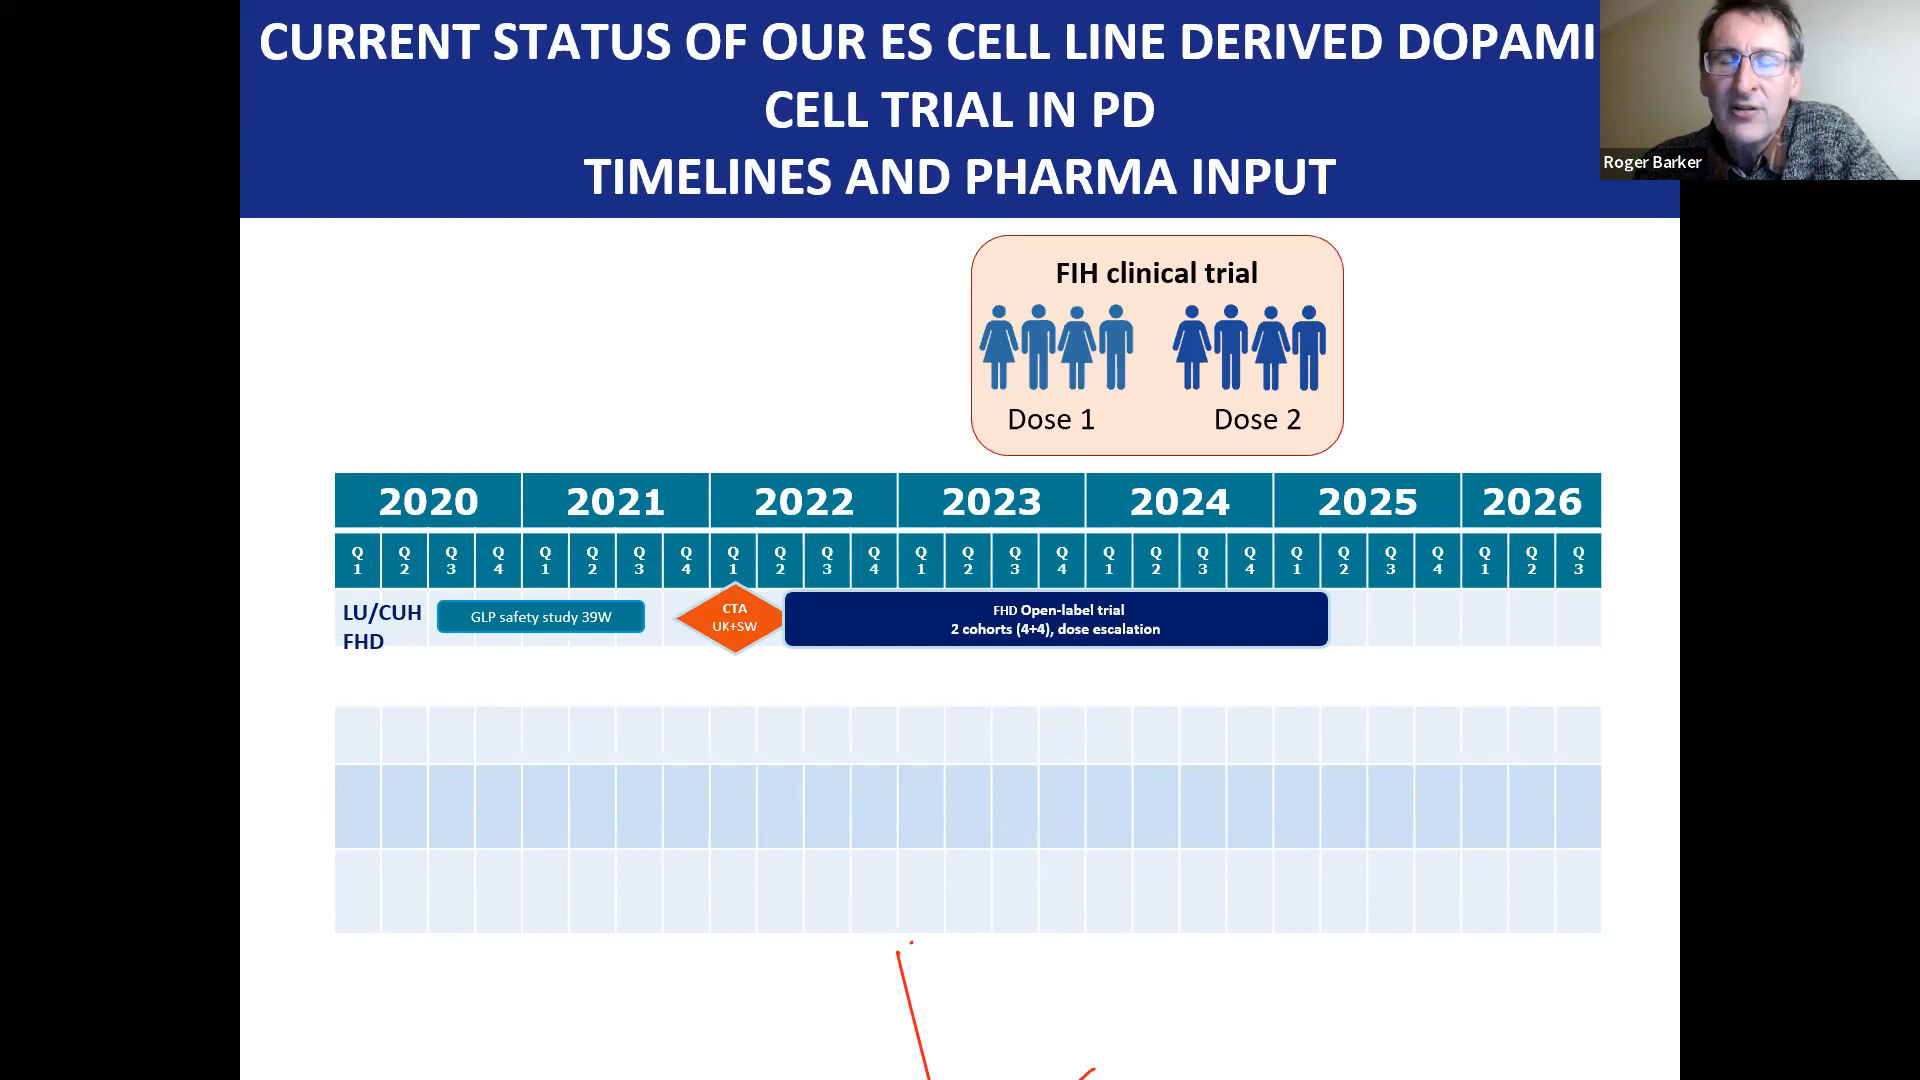 CURRENT STATUS OF OUR ES CELL LINE DERIVED DOPAMI
CELL TRIAL IN PD
TIMELINES AND PHARMA INPUT
Roger Barker
FIH clinical trial
Dose 1
Dose 2
2020 2021 2022 2023 2024 2025 2026
Q Q Q Q Q Q Q Q Q Q Q Q Q Q Q Q Q Q Q Q Q Q Q Q Q Q Q
1 2 3 4 1 2 3 4 1 2 3 4 1 2 3 4 1 2 3 4 1 2 3 4 1 2 3
LU/CUH
FHD
GLP safety study 39W
CTA
UK+SW
FHD Open-label trial
2 cohorts (4+4), dose escalation